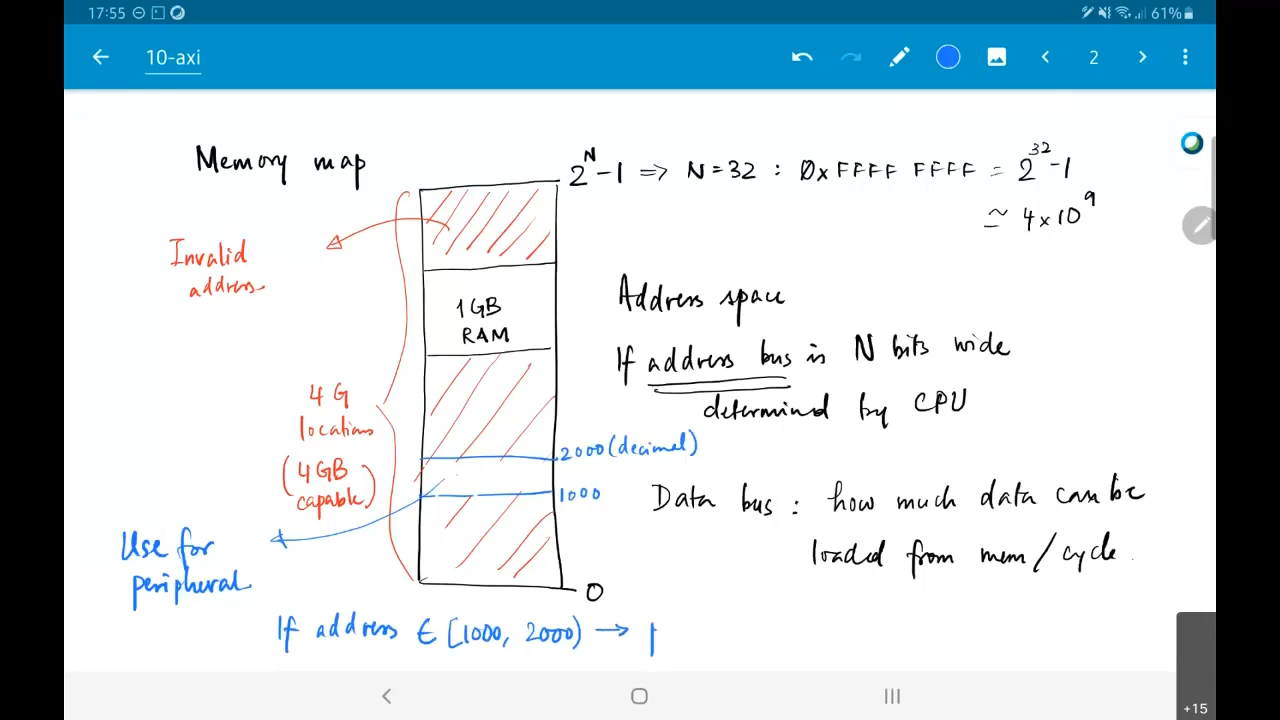 17:55
61%
10-axi
2
Memory map
2^N-1 => N=32 : 0xFFFF FFFF = 2^32-1
≃ 4x10^9
Invalid
address
1GB
RAM
Address space
If address bus is N bits wide
determined by CPU
4 G
locations
(4GB
capable)
2000 (decimal)
1000
Data bus : how much data can be
loaded from mem/cycle.
Use for
peripheral
0
If address ∈ [1000, 2000) →
+15